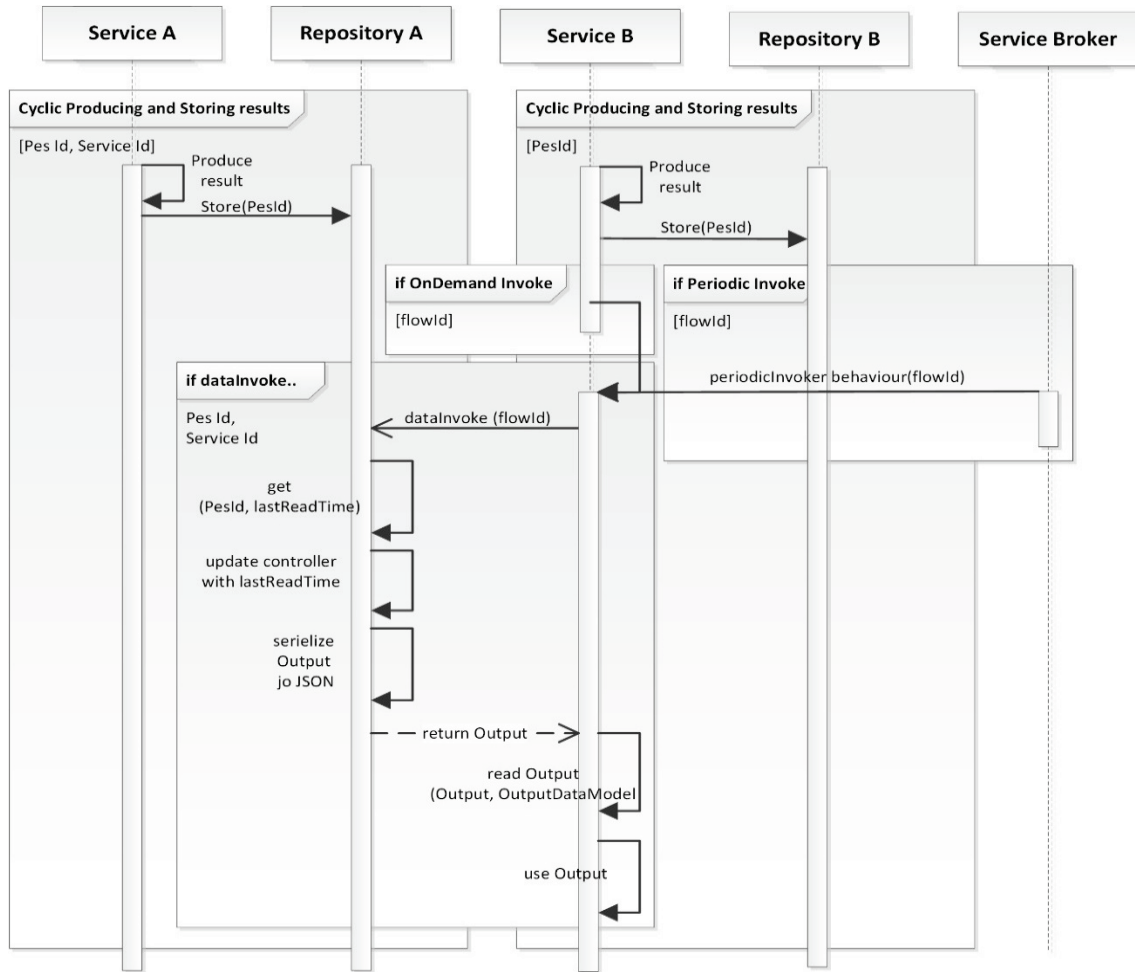 Service A
Repository A
Service B
Repository B
Service Broker
Cyclic Producing and Storing results
[Pes Id, Service Id]
Produce
result
Store(PesId)
Cyclic Producing and Storing results
[PesId]
Produce
result
Store(PesId)
if OnDemand Invoke
[flowId]
if Periodic Invoke
[flowId]
periodicInvoker behaviour(flowId)
if dataInvoke..
Pes Id,
Service Id
dataInvoke (flowId)
get
(PesId, lastReadTime)
update controller
with lastReadTime
serielize
Output
jo JSON
return Output
read Output
(Output, OutputDataModel
use Output